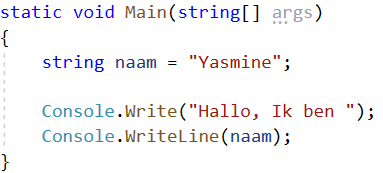 static void Main(string[] args)
{
    string naam = "Yasmine";

    Console.Write("Hallo, Ik ben ");
    Console.WriteLine(naam);
}